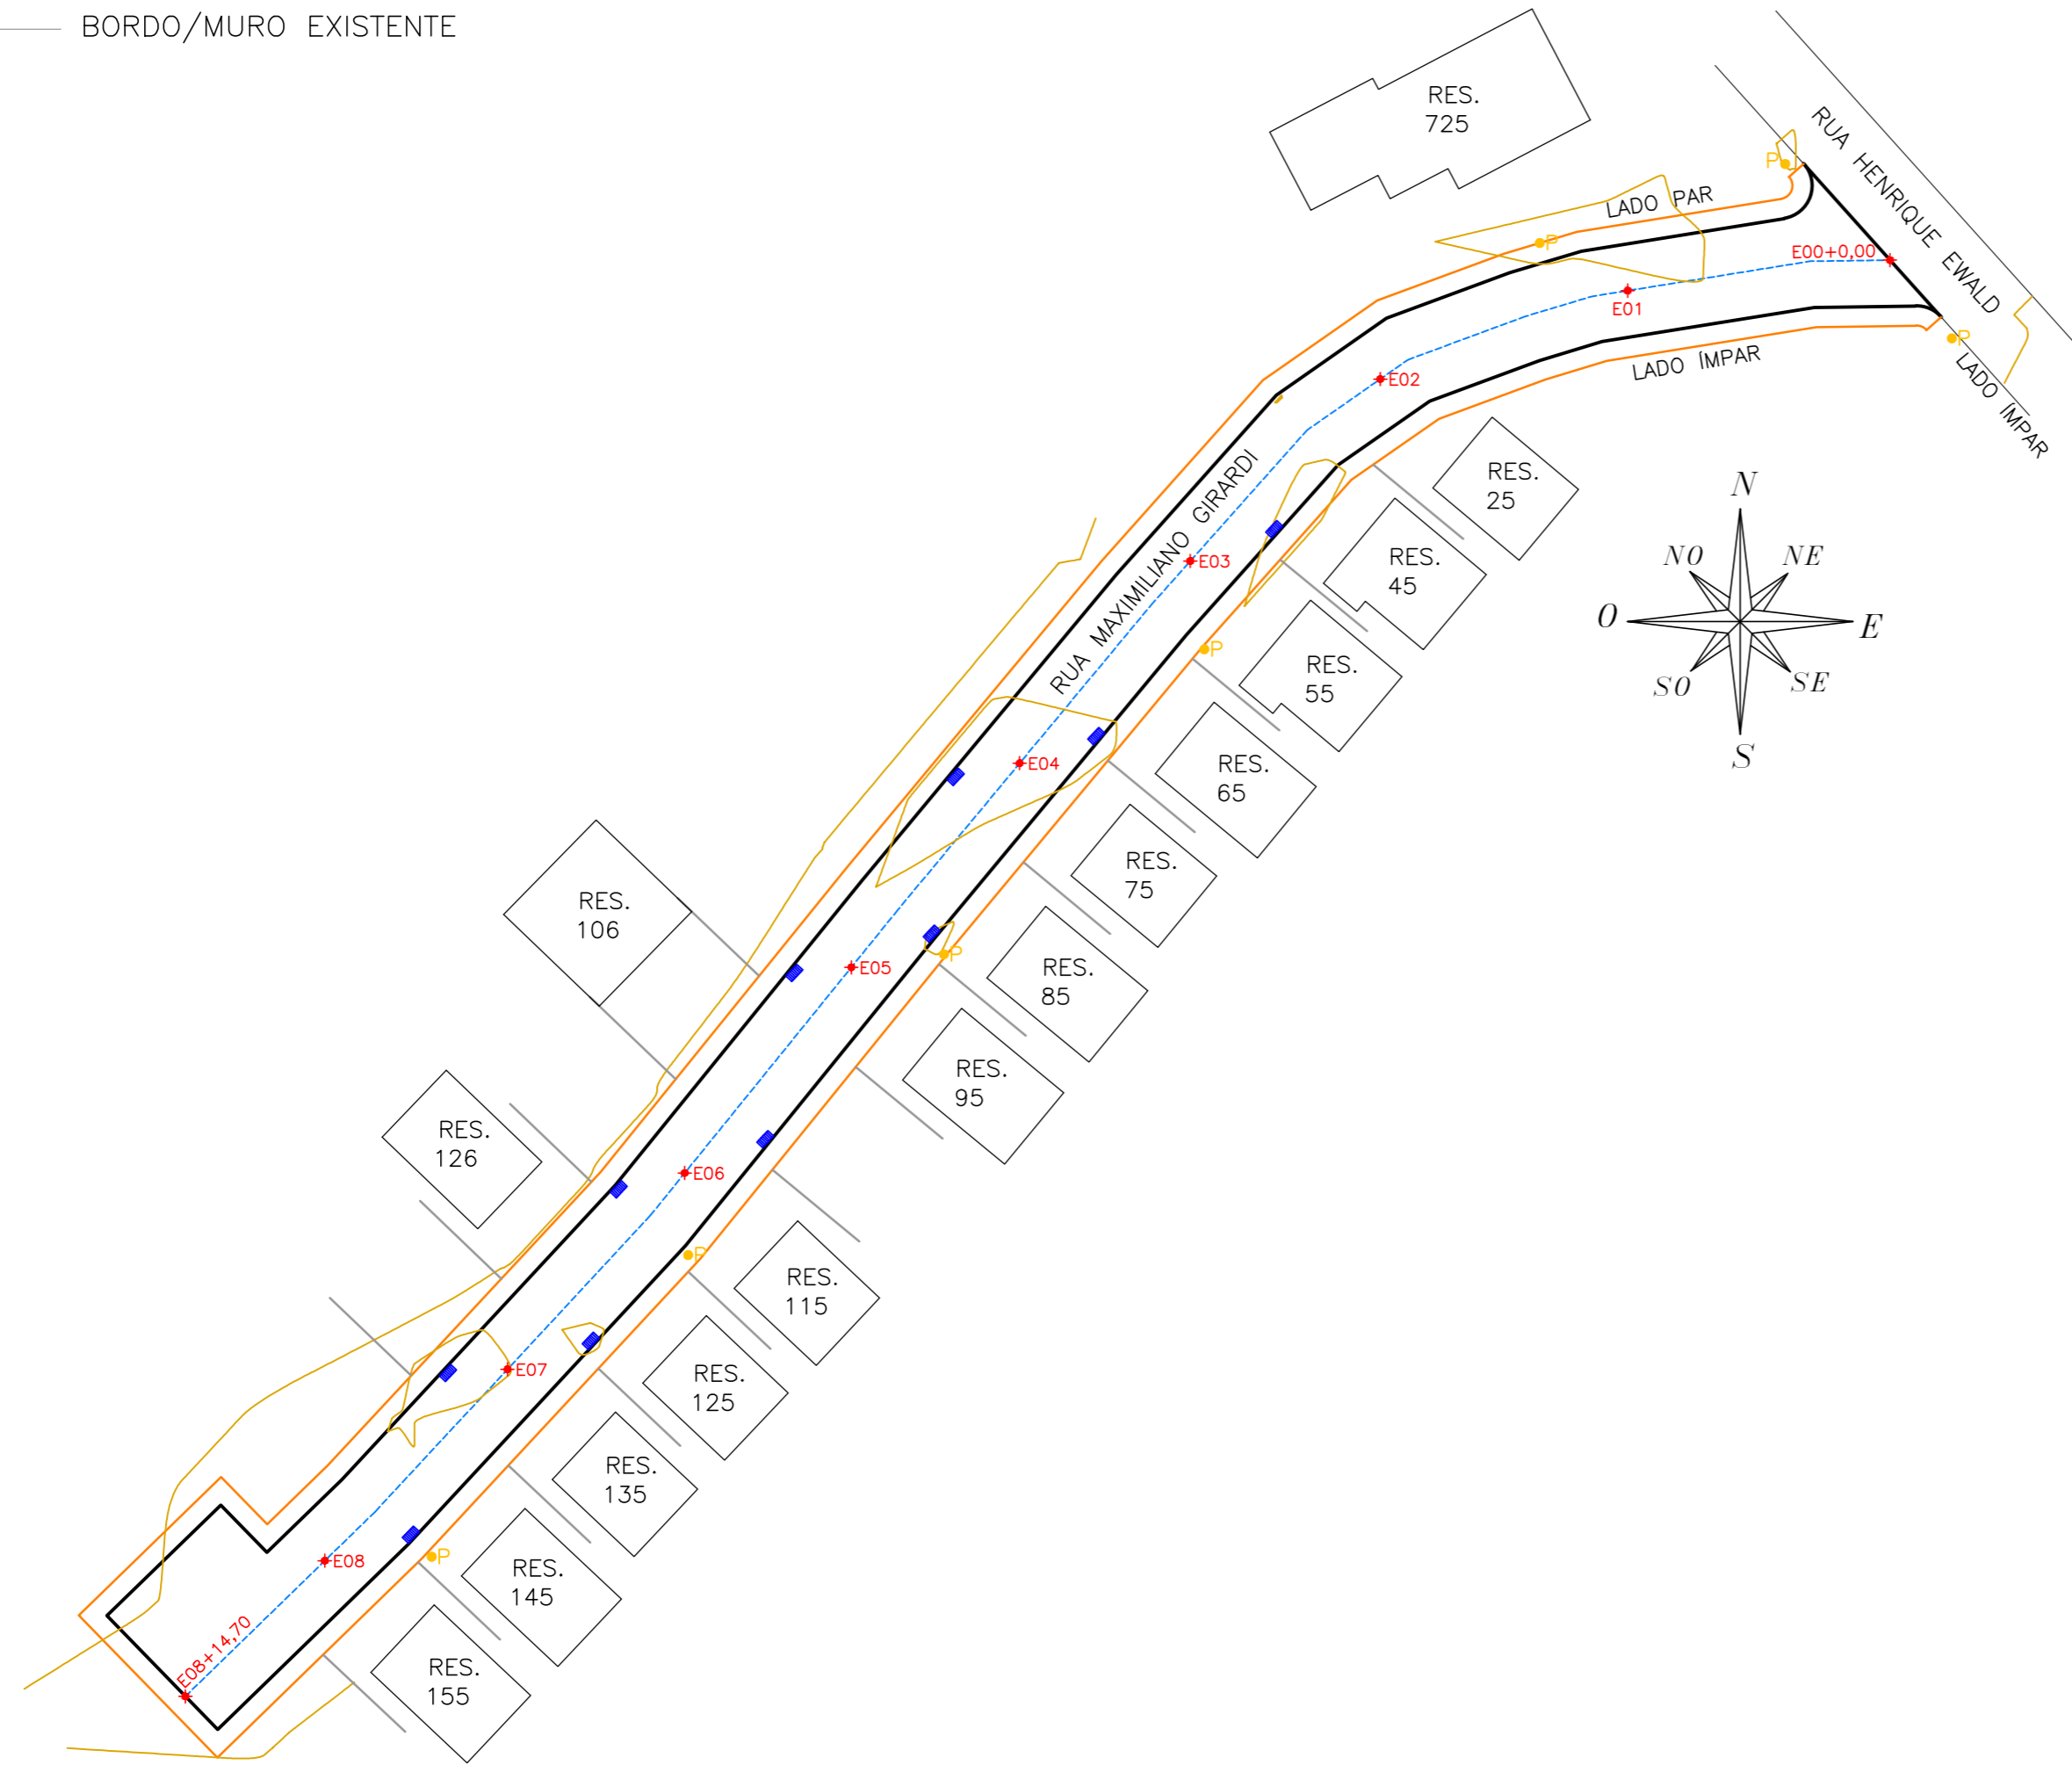 BORDO/MURO EXISTENTE
RES.
725
RUA HENRIQUE EWALD
P
LADO PAR
P
E00+0,00
E01
P
LADO ÍMPAR
LADO ÍMPAR
E02
RUA MAXIMILIANO GIRARDI
RES.
25
N
NO
NE
O
E
SO
SE
S
RES.
45
E03
P
RES.
55
E04
RES.
65
RES.
75
RES.
106
P
E05
RES.
85
RES.
95
RES.
126
E06
P
RES.
115
E07
RES.
125
RES.
135
E08
P
RES.
145
E08+14,70
RES.
155